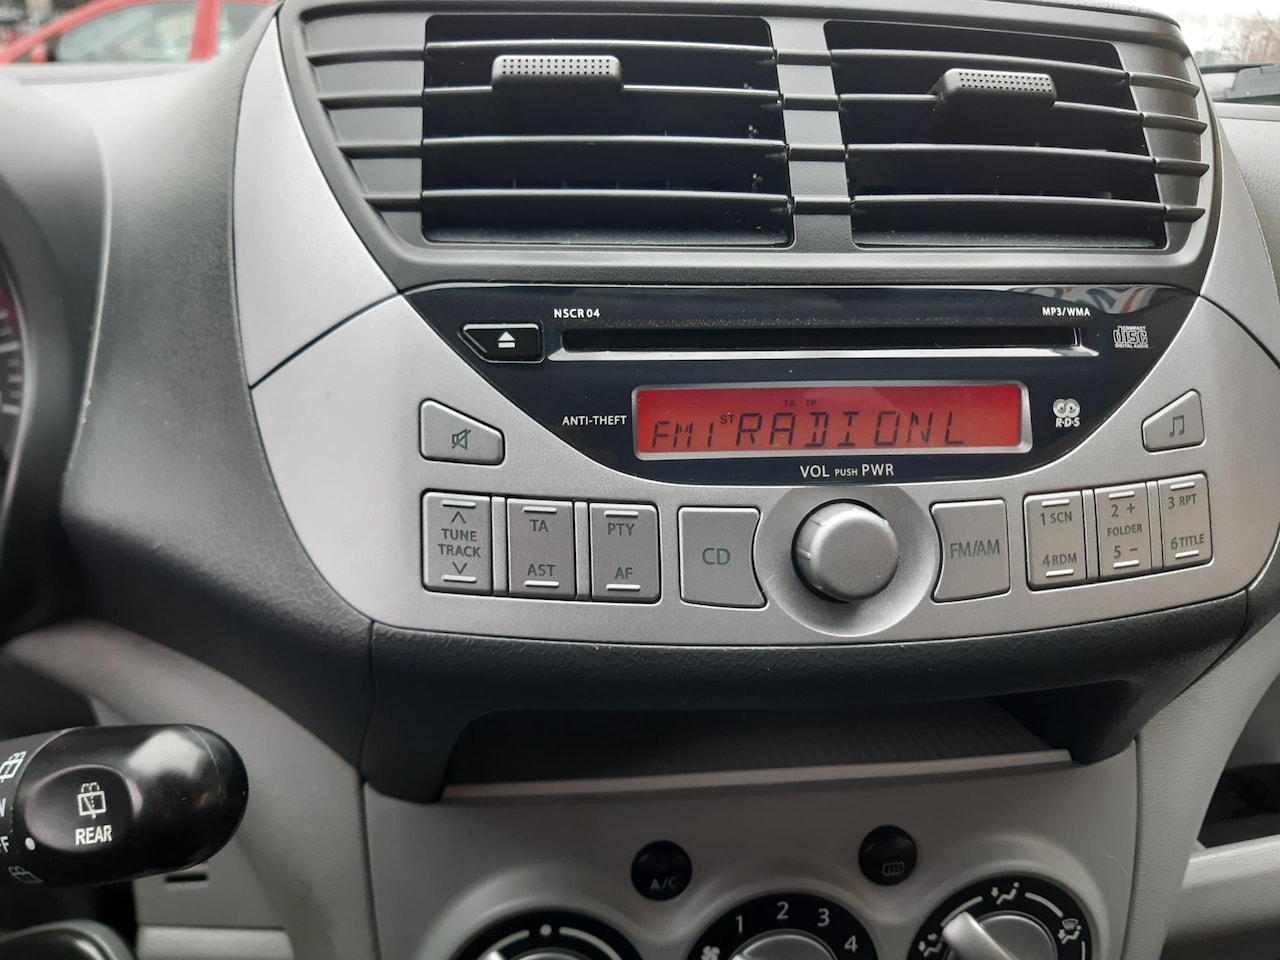 NSCR04
MP3/WMA
COMPACT
disc
DIGITAL AUDIO
ANTI-THEFT
TA TP
FM1 ST RADIONL
R·D·S
VOL PUSH PWR
TUNE
TRACK
TA
AST
PTY
AF
CD
FM/AM
1 SCN
4 RDM
2 +
FOLDER
5 -
3 RPT
6 TITLE
REAR
A/C
1 2 3 4